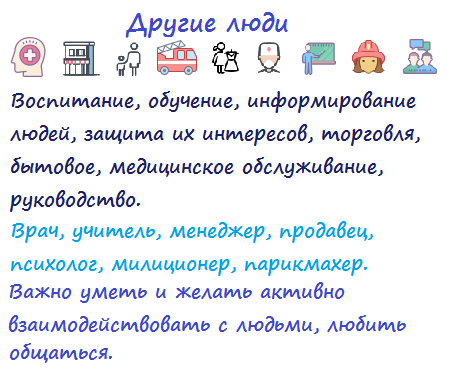 Другие люди
Воспитание, обучение, информирование
людей, защита их интересов, торговля,
бытовое, медицинское обслуживание,
руководство.
Врач, учитель, менеджер, продавец,
психолог, милиционер, парикмахер.
Важно уметь и желать активно
взаимодействовать с людьми, любить
общаться.